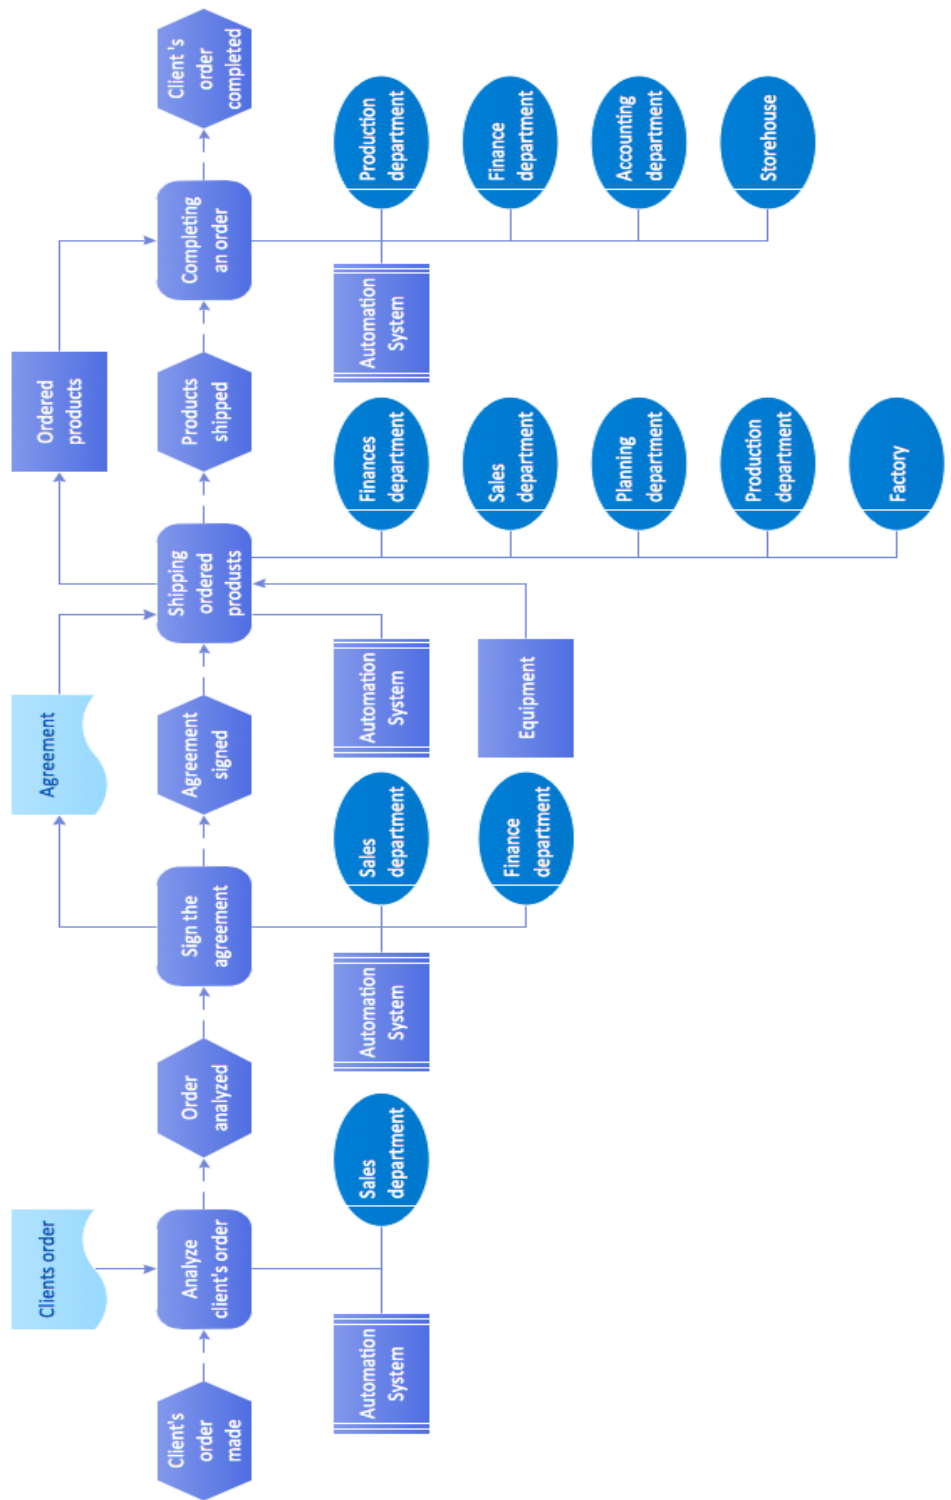 Clients order
Agreement
Ordered
products
Client's
order
made
Analyze
client's order
Order
analyzed
Sign the
agreement
Agreement
signed
Shipping
ordered
produsts
Products
shipped
Completing
an order
Client 's
order
completed
Automation
System
Sales
department
Automation
System
Sales
department
Automation
System
Finances
department
Automation
System
Production
department
Finance
department
Equipment
Sales
department
Finance
department
Planning
department
Accounting
department
Production
department
Storehouse
Factory